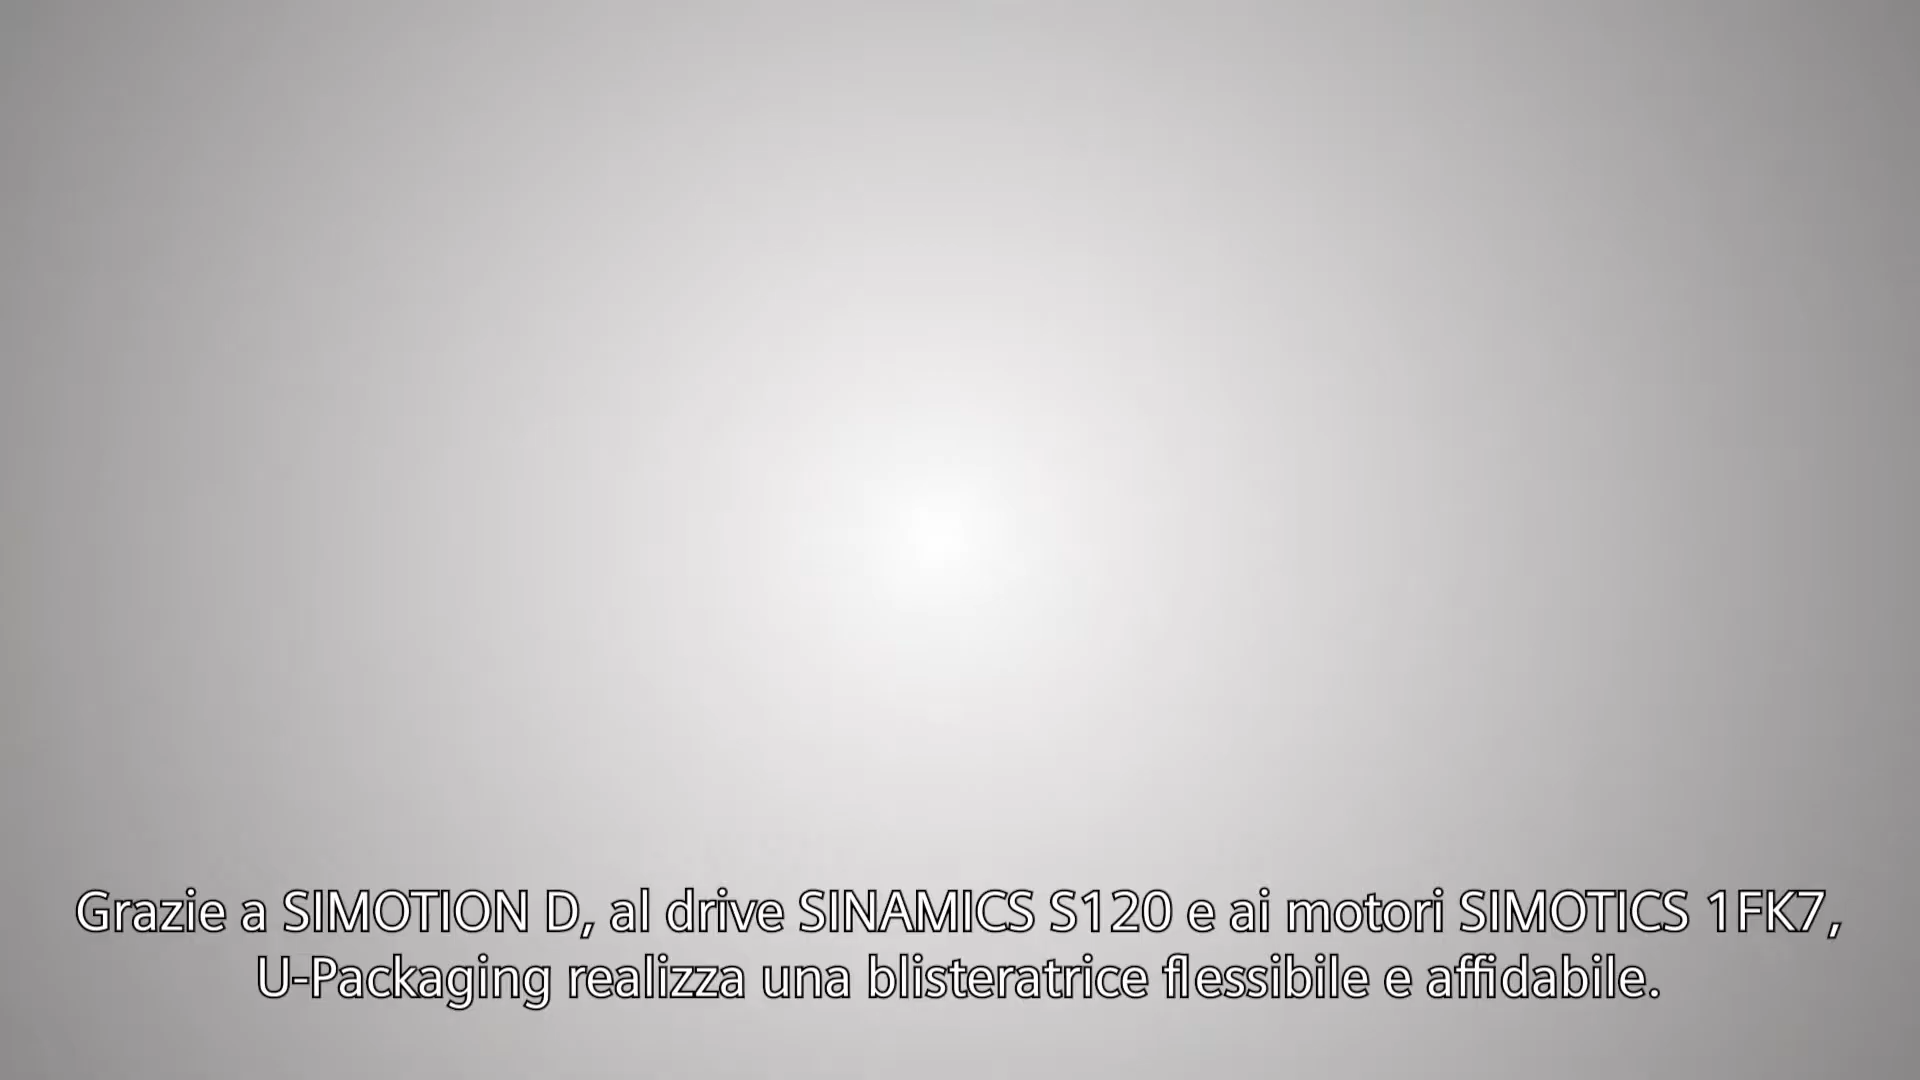 Grazie a SIMOTION D, al drive SINAMICS S120 e ai motori SIMOTICS 1FK7,
U-Packaging realizza una blisteratrice flessibile e affidabile.